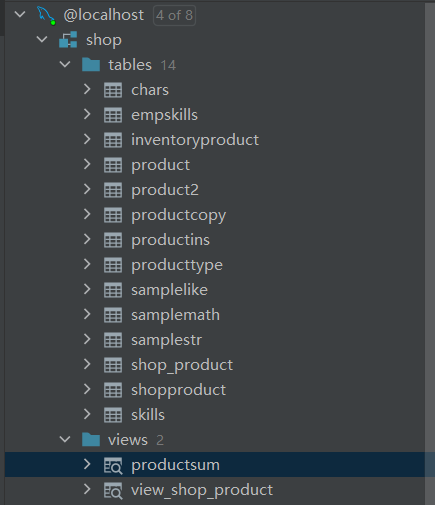 @localhost 4 of 8
shop
tables 14
chars
empskills
inventoryproduct
product
product2
productcopy
productins
producttype
samplelike
samplemath
samplestr
shop_product
shopproduct
skills
views 2
productsum
view_shop_product